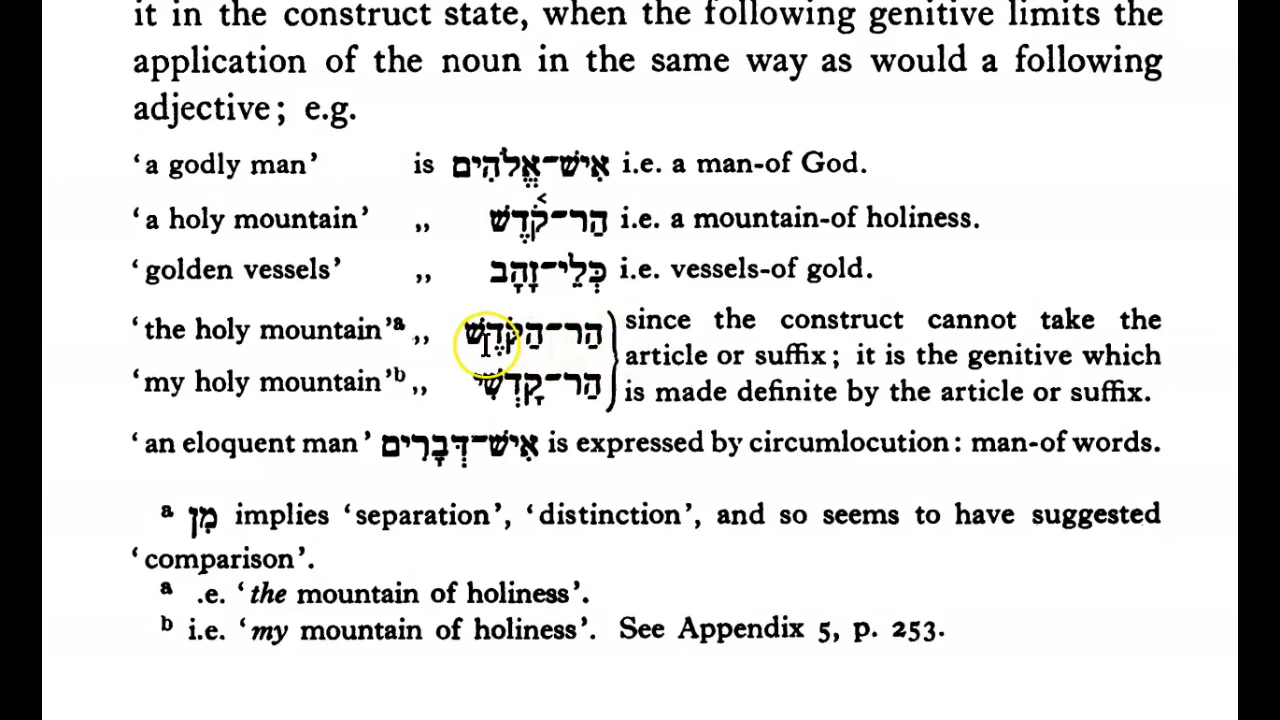 it in the construct state, when the following genitive limits the
application of the noun in the same way as would a following
adjective; e.g.
‘a godly man’ is אִישׁ־אֱלֹהִים i.e. a man-of God.
‘a holy mountain’ ,, הַר־קֹ֫דֶשׁ i.e. a mountain-of holiness.
‘golden vessels’ ,, כְּלֵי־זָהָב i.e. vessels-of gold.
‘the holy mountain’ᵃ ,, הַר־הַקֹּדֶשׁ since the construct cannot take the
article or suffix; it is the genitive which
‘my holy mountain’ᵇ ,, הַר־קָדְשִׁי is made definite by the article or suffix.
‘an eloquent man’ אִישׁ־דְּבָרִים is expressed by circumlocution: man-of words.
ᵃ מִן implies ‘separation’, ‘distinction’, and so seems to have suggested
‘comparison’.
ᵃ .e. ‘the mountain of holiness’.
ᵇ i.e. ‘my mountain of holiness’. See Appendix 5, p. 253.